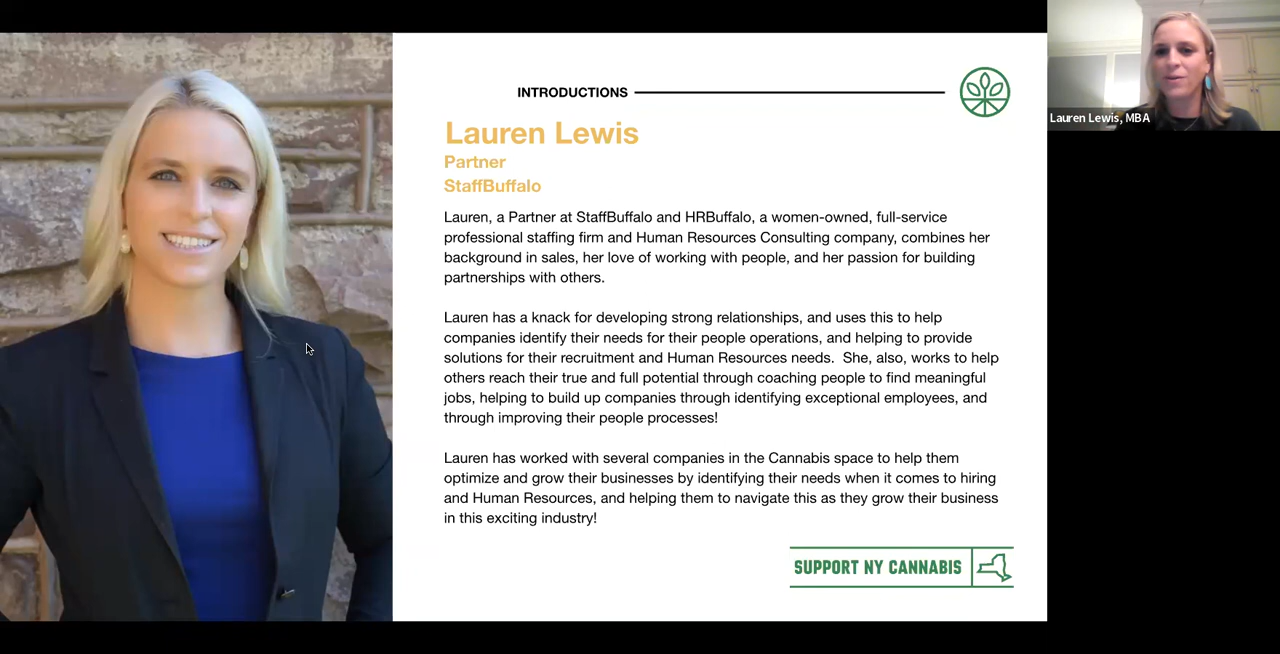 INTRODUCTIONS
Lauren Lewis
Partner
StaffBuffalo
Lauren, a Partner at StaffBuffalo and HRBuffalo, a women-owned, full-service
professional staffing firm and Human Resources Consulting company, combines her
background in sales, her love of working with people, and her passion for building
partnerships with others.
Lauren has a knack for developing strong relationships, and uses this to help
companies identify their needs for their people operations, and helping to provide
solutions for their recruitment and Human Resources needs.  She, also, works to help
others reach their true and full potential through coaching people to find meaningful
jobs, helping to build up companies through identifying exceptional employees, and
through improving their people processes!
Lauren has worked with several companies in the Cannabis space to help them
optimize and grow their businesses by identifying their needs when it comes to hiring
and Human Resources, and helping them to navigate this as they grow their business
in this exciting industry!
SUPPORT NY CANNABIS
Lauren Lewis, MBA